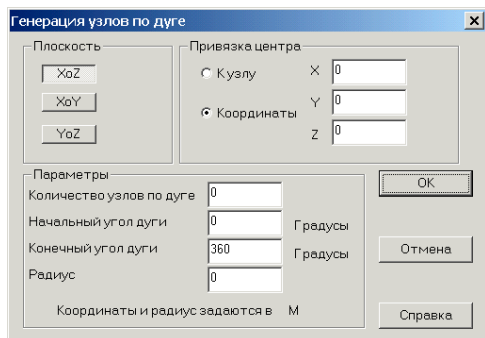 Генерация узлов по дуге
Плоскость
XoZ
XoY
YoZ
Привязка центра
К узлу
Координаты
X 0
Y 0
Z 0
Параметры
Количество узлов по дуге 0
Начальный угол дуги 0 Градусы
Конечный угол дуги 360 Градусы
Радиус 0
Координаты и радиус задаются в М
OK
Отмена
Справка